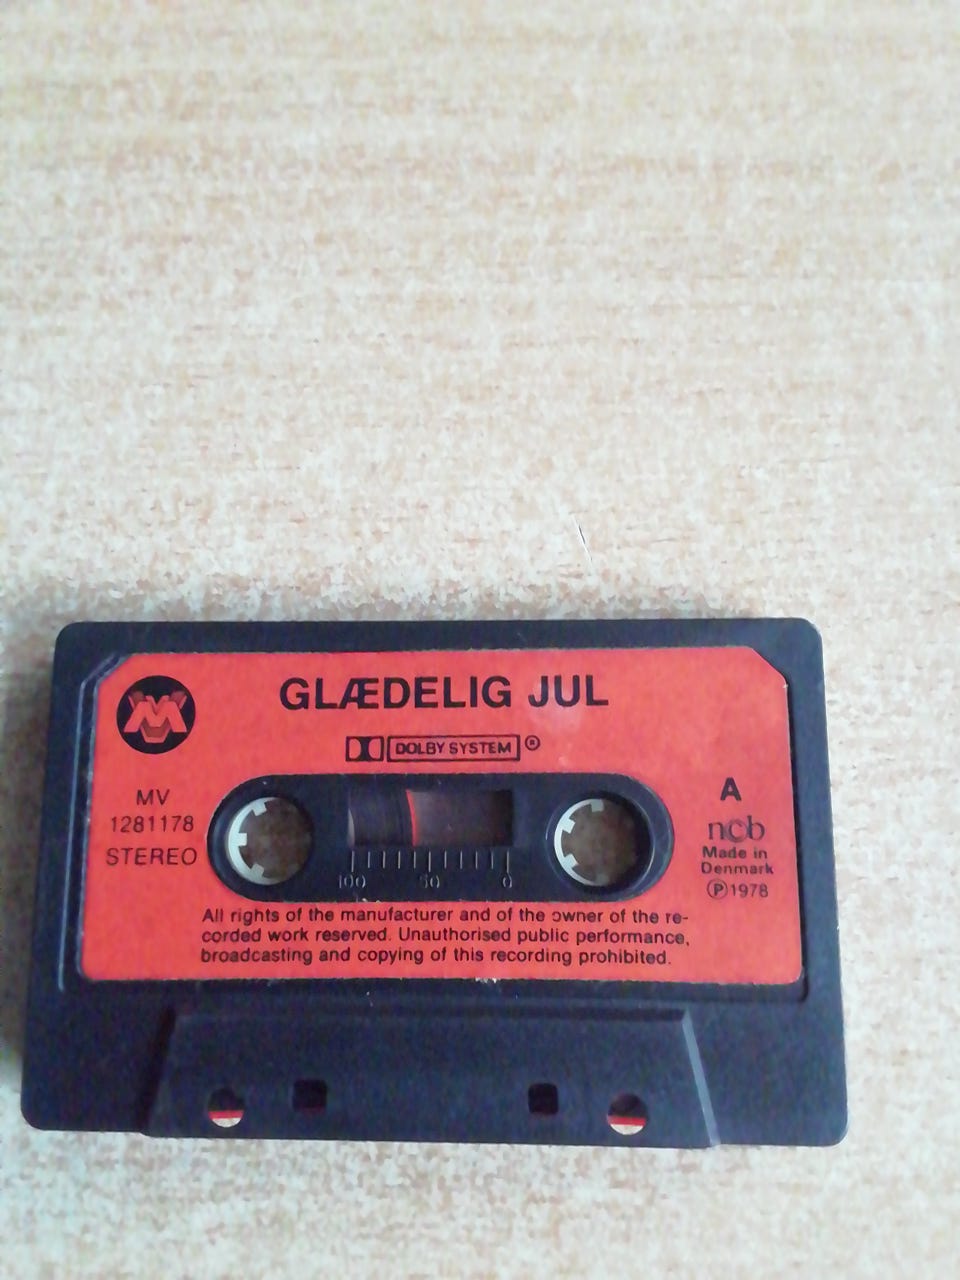 GLÆDELIG JUL
DOLBY SYSTEM ®
MV
1281178
STEREO
A
ncb
Made in
Denmark
Ⓟ1978
100 50 0
All rights of the manufacturer and of the owner of the re-
corded work reserved. Unauthorised public performance,
broadcasting and copying of this recording prohibited.